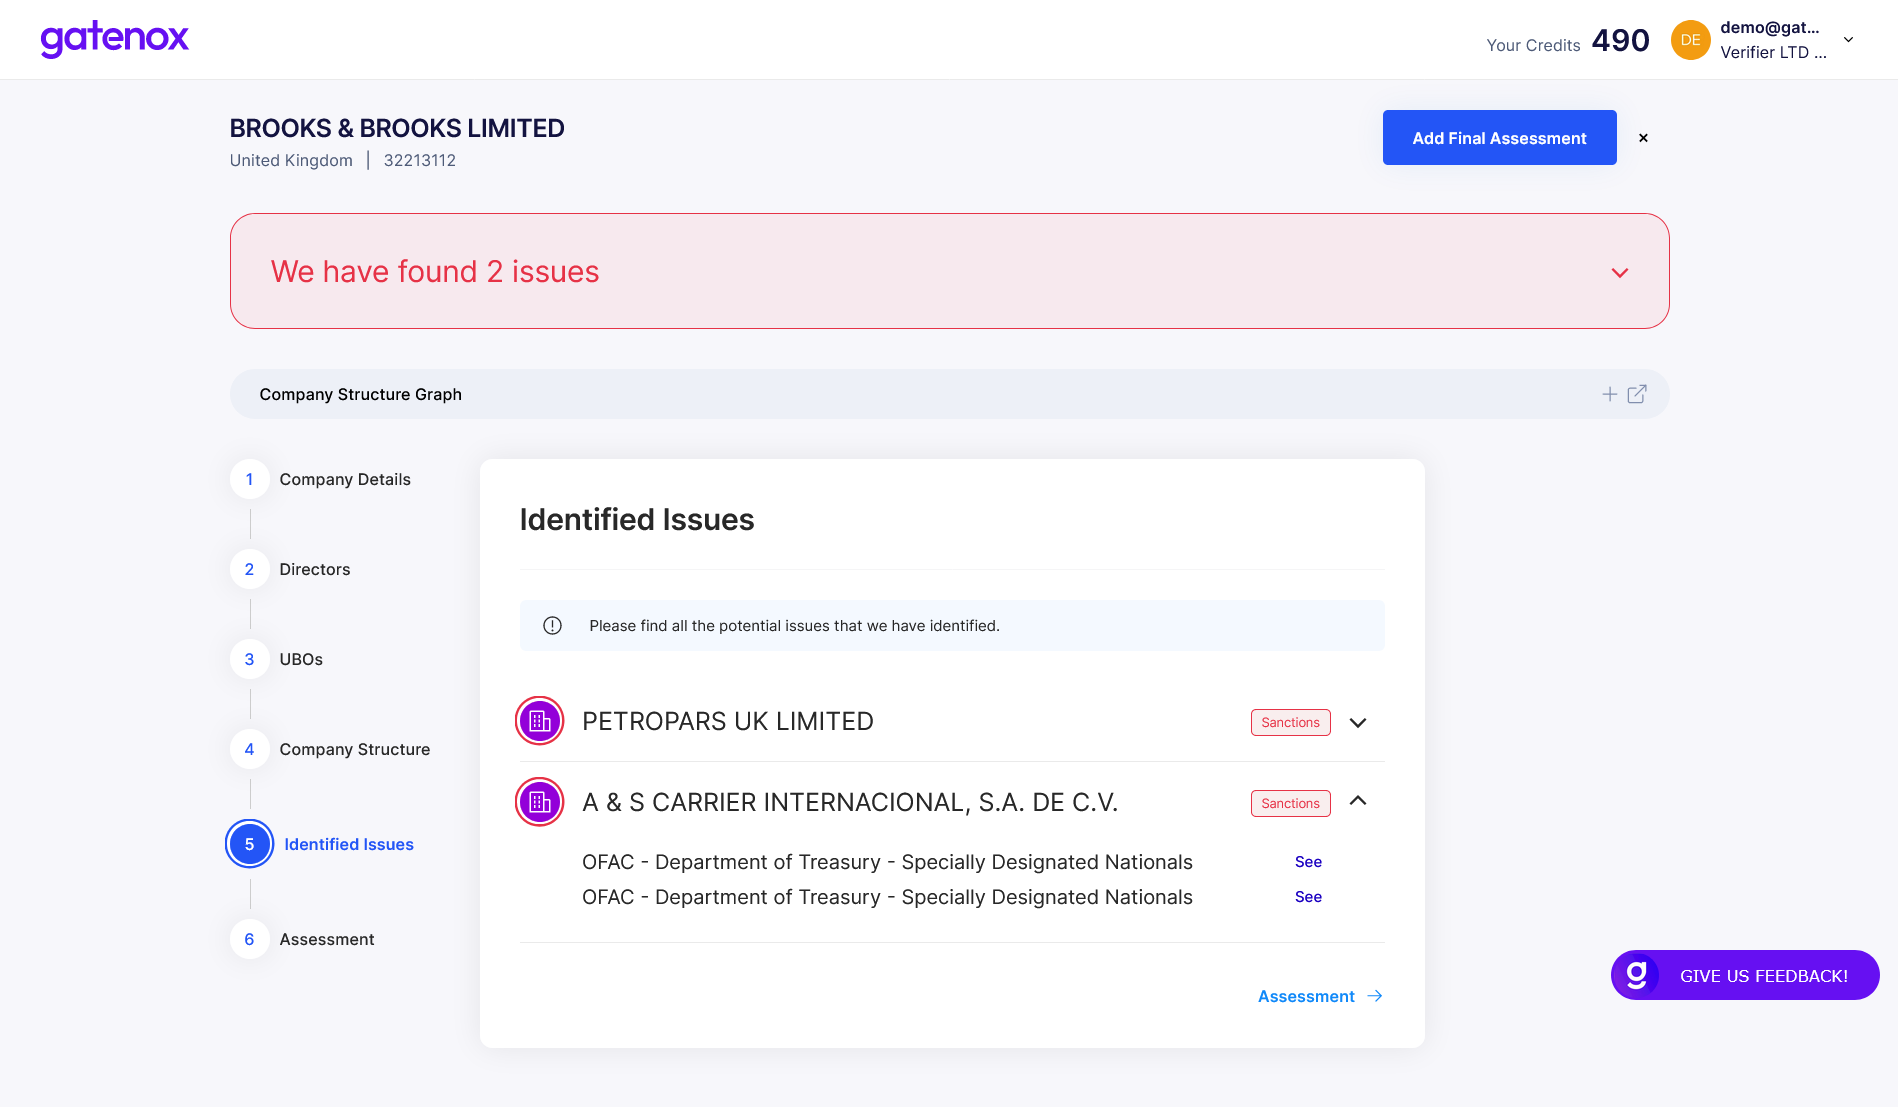 gatenox
Your Credits 490
DE
demo@gat...
Verifier LTD ...
BROOKS & BROOKS LIMITED
United Kingdom | 32213112
Add Final Assessment
×
We have found 2 issues
Company Structure Graph
1 Company Details
2 Directors
3 UBOs
4 Company Structure
5 Identified Issues
6 Assessment
Identified Issues
Please find all the potential issues that we have identified.
PETROPARS UK LIMITED Sanctions
A & S CARRIER INTERNACIONAL, S.A. DE C.V. Sanctions
OFAC - Department of Treasury - Specially Designated Nationals See
OFAC - Department of Treasury - Specially Designated Nationals See
Assessment →
g GIVE US FEEDBACK!